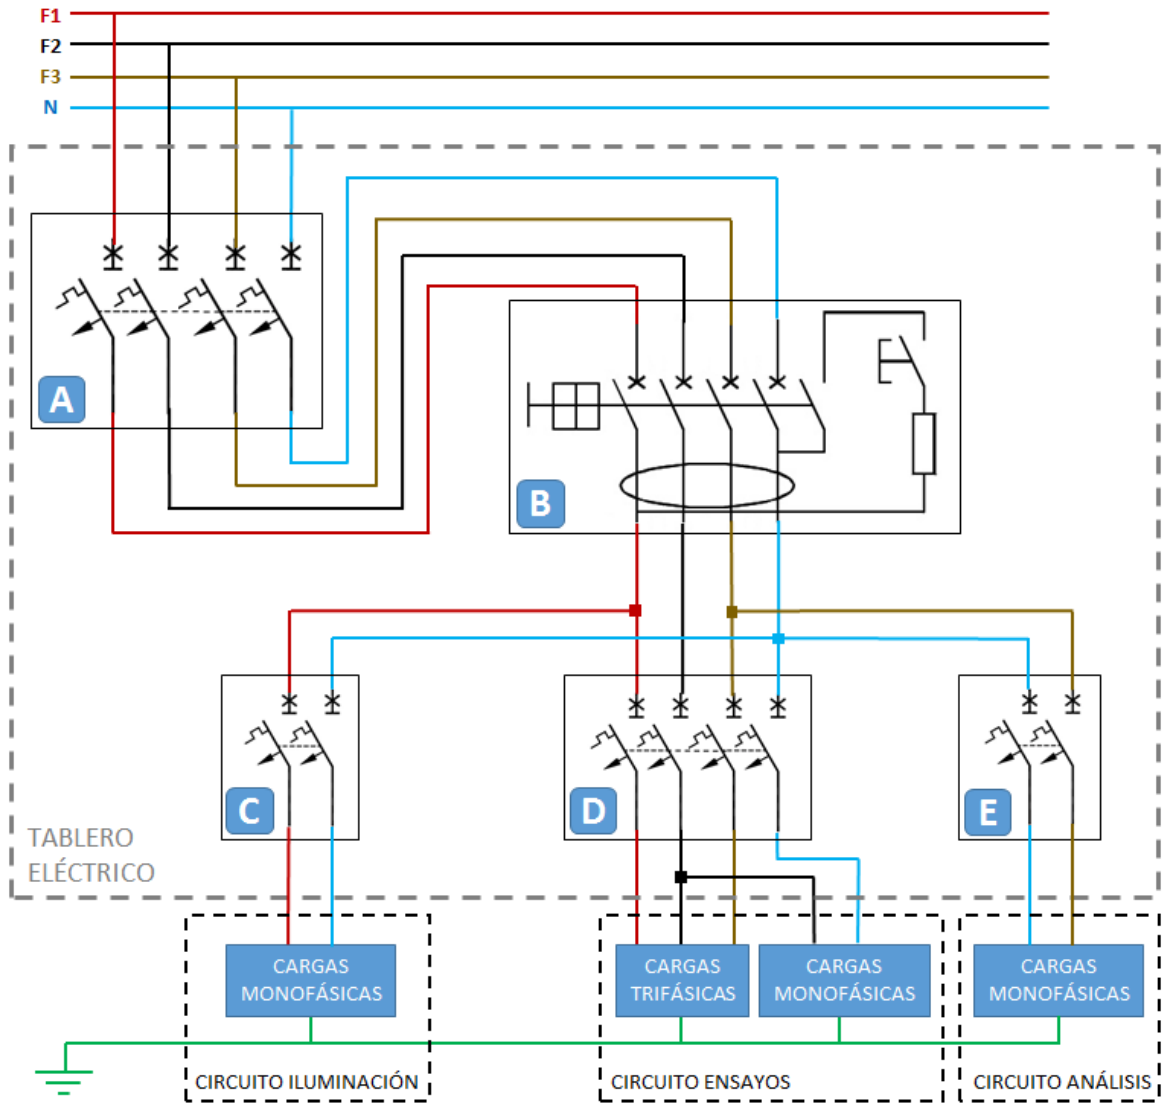 F1
F2
F3
N
A
B
C
D
E
TABLERO
ELÉCTRICO
CARGAS
MONOFÁSICAS
CARGAS
TRIFÁSICAS
CARGAS
MONOFÁSICAS
CARGAS
MONOFÁSICAS
CIRCUITO ILUMINACIÓN
CIRCUITO ENSAYOS
CIRCUITO ANÁLISIS